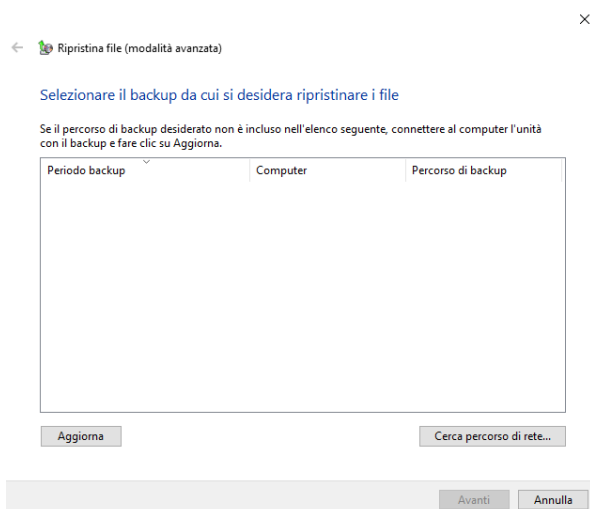 Ripristina file (modalità avanzata)
Selezionare il backup da cui si desidera ripristinare i file
Se il percorso di backup desiderato non è incluso nell'elenco seguente, connettere al computer l'unità
con il backup e fare clic su Aggiorna.
Periodo backup Computer Percorso di backup
Aggiorna Cerca percorso di rete...
Avanti Annulla